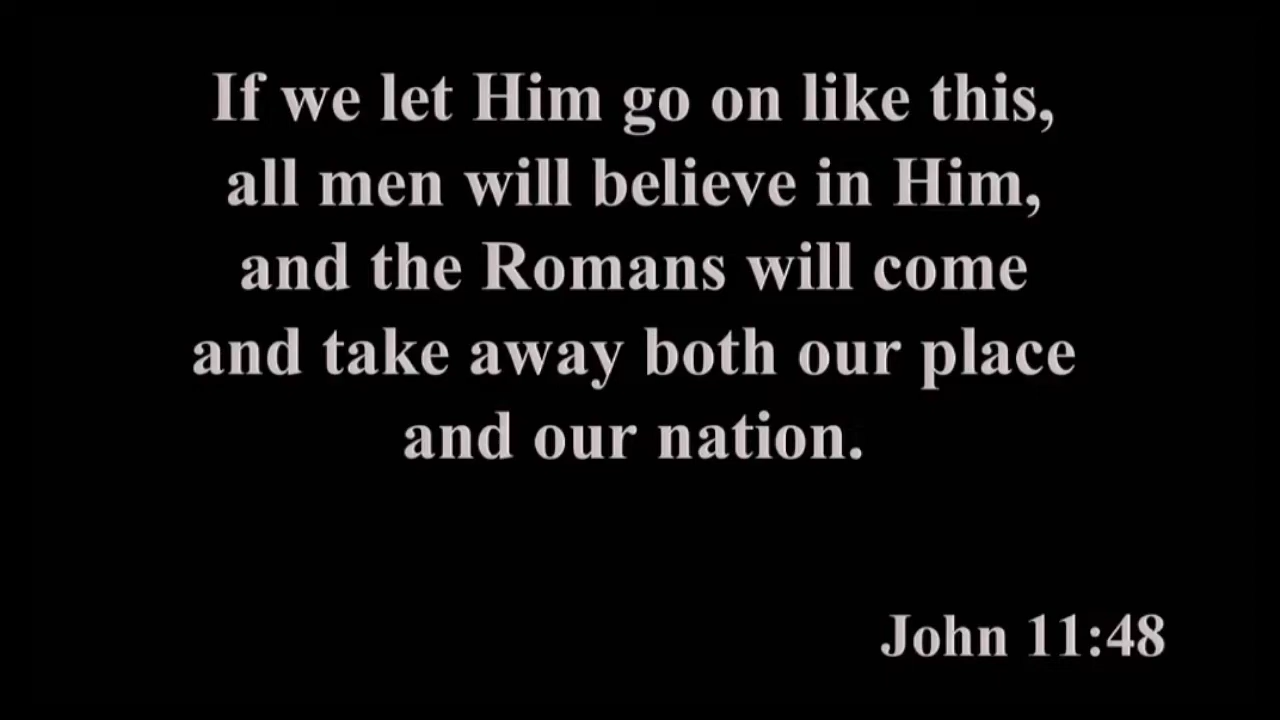 If we let Him go on like this,
all men will believe in Him,
and the Romans will come
and take away both our place
and our nation.
John 11:48